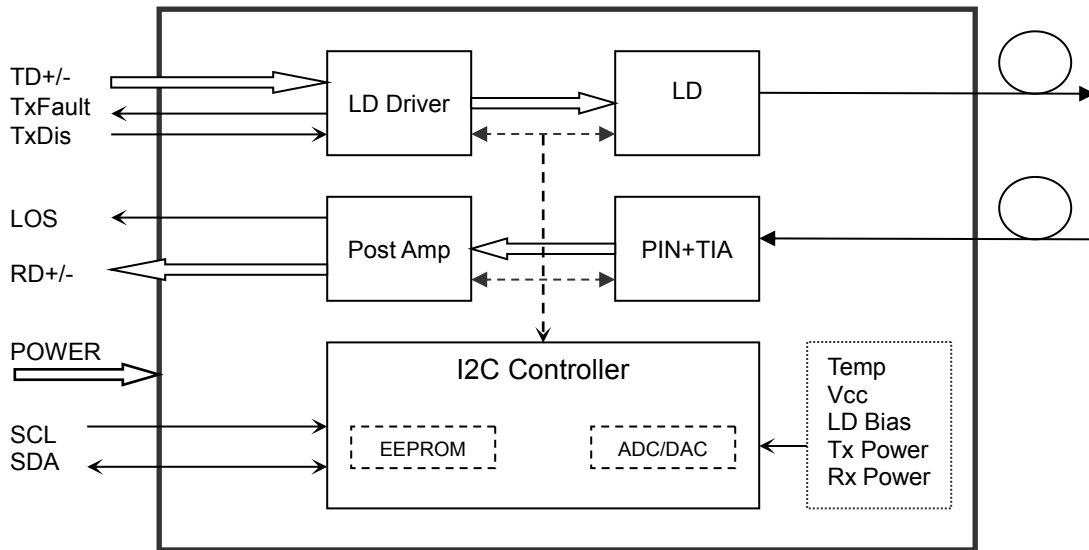 TD+/-
TxFault
TxDis
LD Driver
LD
LOS
RD+/-
Post Amp
PIN+TIA
POWER
SCL
SDA
I2C Controller
EEPROM
ADC/DAC
Temp
Vcc
LD Bias
Tx Power
Rx Power